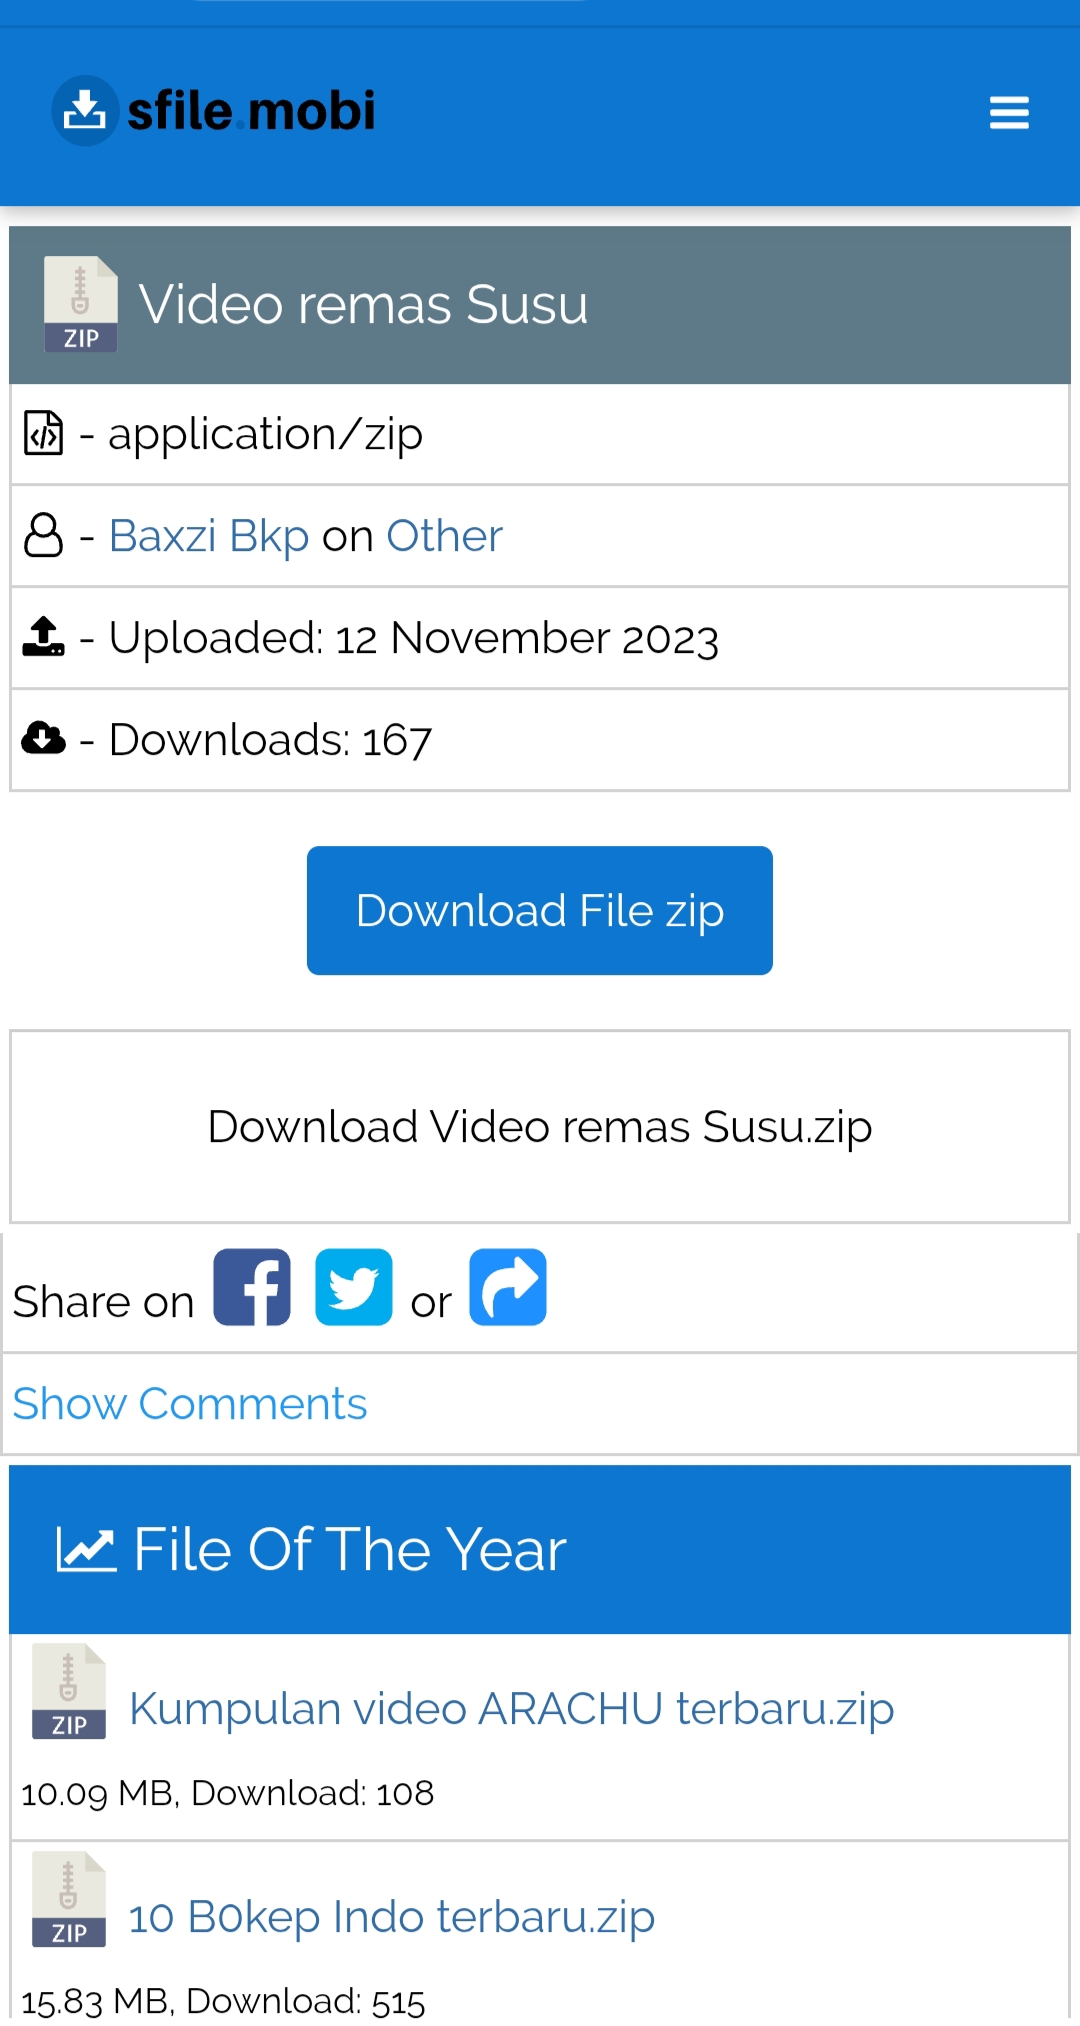 sfile.mobi
ZIP Video remas Susu
- application/zip
- Baxzi Bkp on Other
- Uploaded: 12 November 2023
- Downloads: 167
Download File zip
Download Video remas Susu.zip
Share on or
Show Comments
File Of The Year
ZIP Kumpulan video ARACHU terbaru.zip
10.09 MB, Download: 108
ZIP 10 B0kep Indo terbaru.zip
15.83 MB, Download: 515